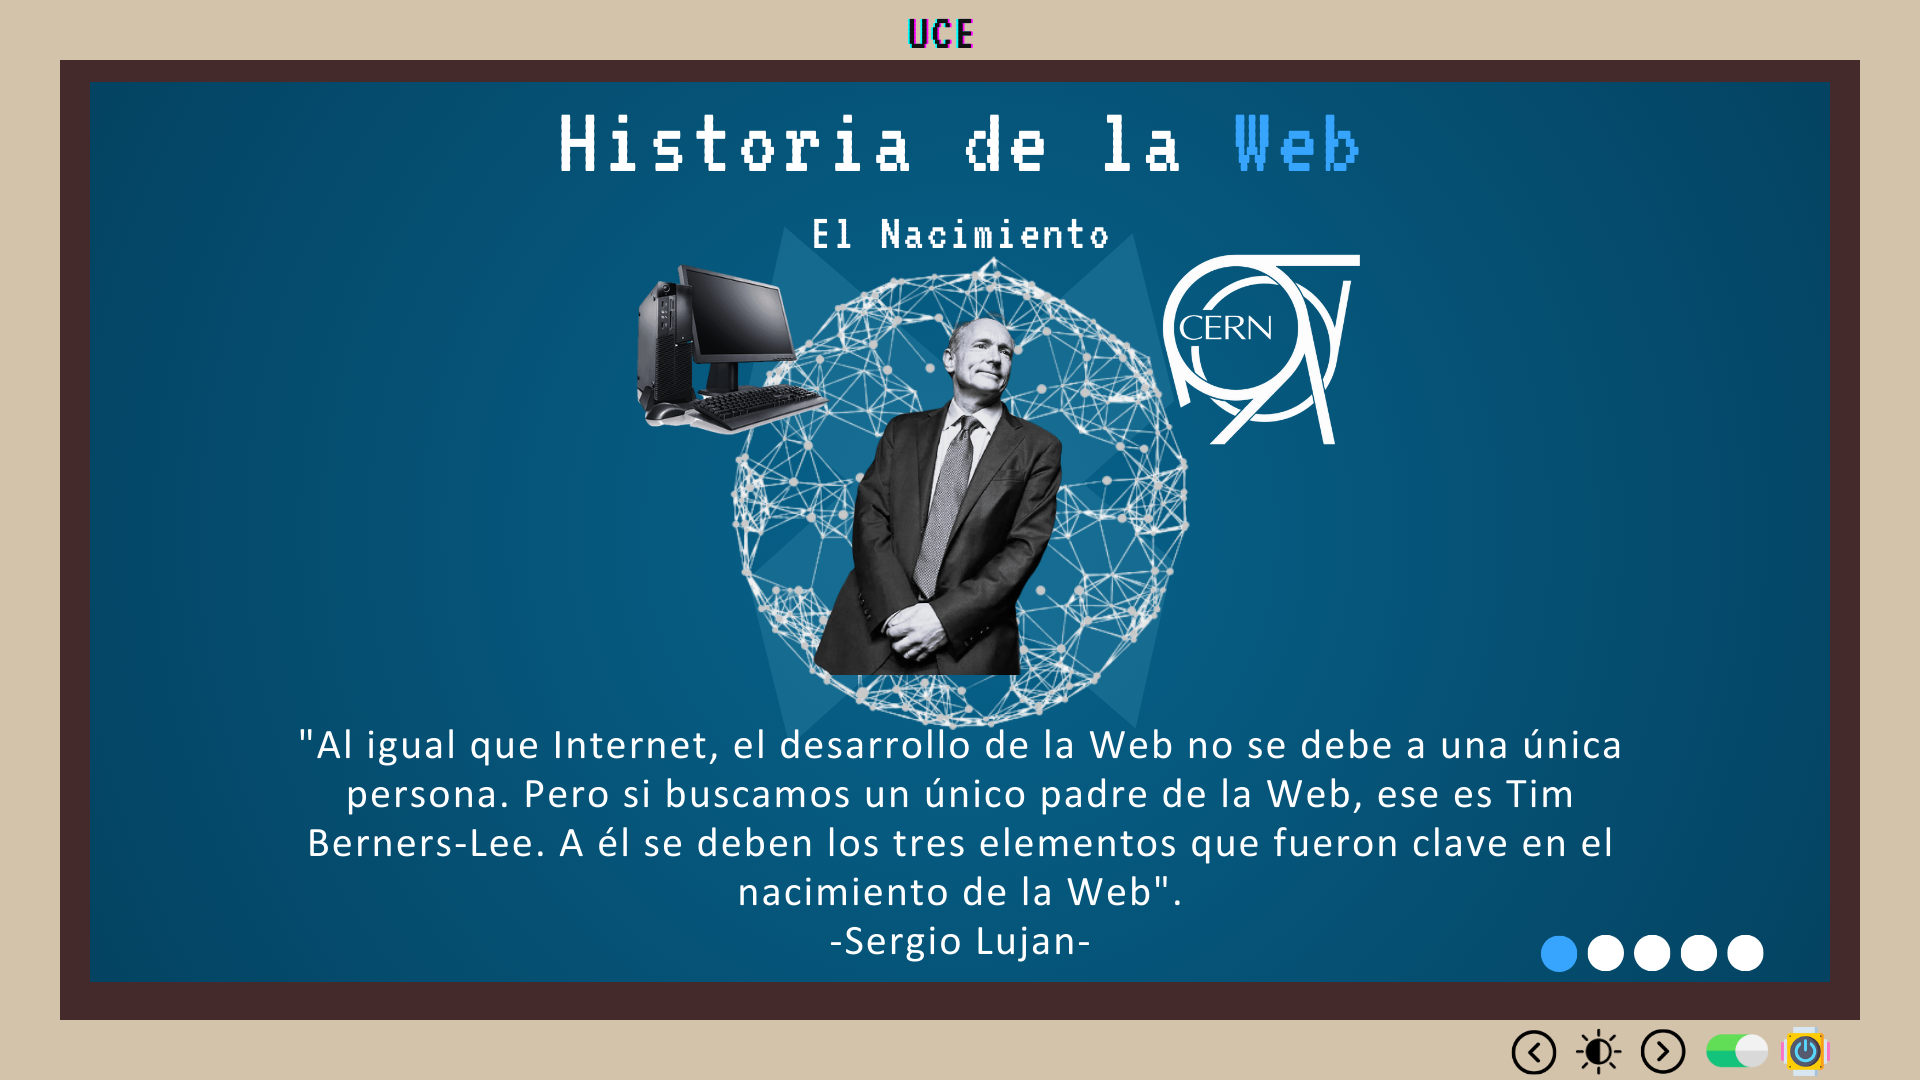 UCE
Historia de la Web
El Nacimiento
CERN
"Al igual que Internet, el desarrollo de la Web no se debe a una única
persona. Pero si buscamos un único padre de la Web, ese es Tim
Berners-Lee. A él se deben los tres elementos que fueron clave en el
nacimiento de la Web".
-Sergio Lujan-